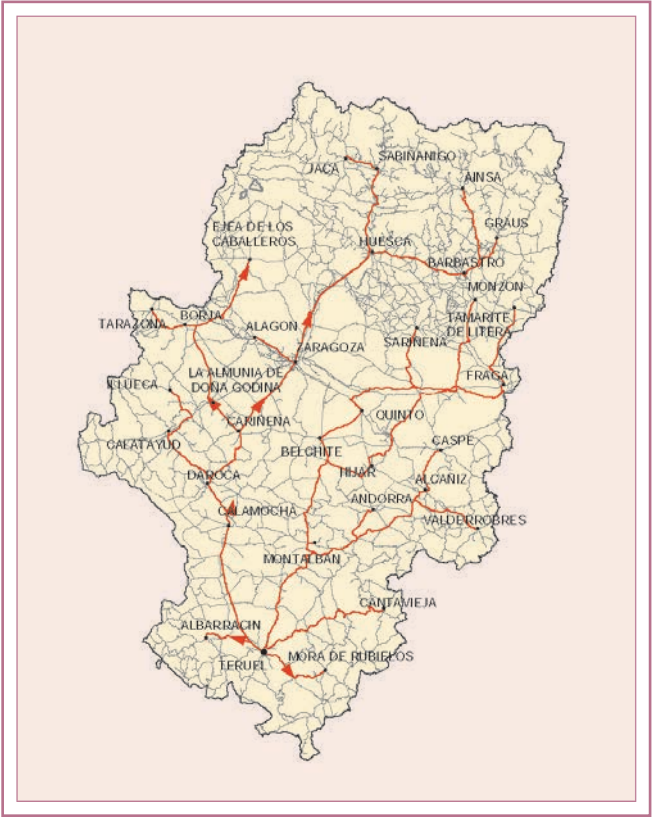 SABIÑANIGO
JACA
AINSA
GRAUS
EJEA DE LOS
CABALLEROS
HUESCA
BARBASTRO
MONZON
BORJA
TARAZONA
ALAGON
TAMARITE
DE LITERA
SARIÑENA
ZARAGOZA
LA ALMUNIA DE
DOÑA GODINA
FRAGA
ILLUECA
QUINTO
CARIÑENA
CALATAYUD
CASPE
BELCHITE
HIJAR
DAROCA
ALCAÑIZ
ANDORRA
CALAMOCHA
VALDERROBRES
MONTALBAN
CANTAVIEJA
ALBARRACIN
MORA DE RUBIELOS
TERUEL